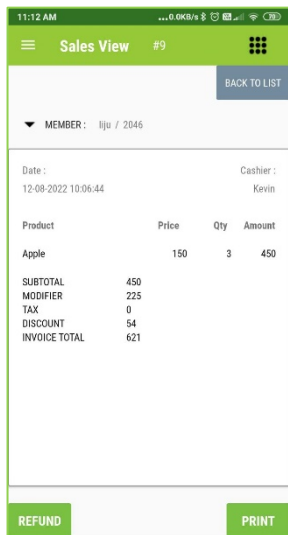 11:12 AM ...0.0KB/s
Sales View #9
BACK TO LIST
MEMBER : liju / 2046
Date : Cashier :
12-08-2022 10:06:44 Kevin
Product Price Qty Amount
Apple 150 3 450
SUBTOTAL 450
MODIFIER 225
TAX 0
DISCOUNT 54
INVOICE TOTAL 621
REFUND PRINT